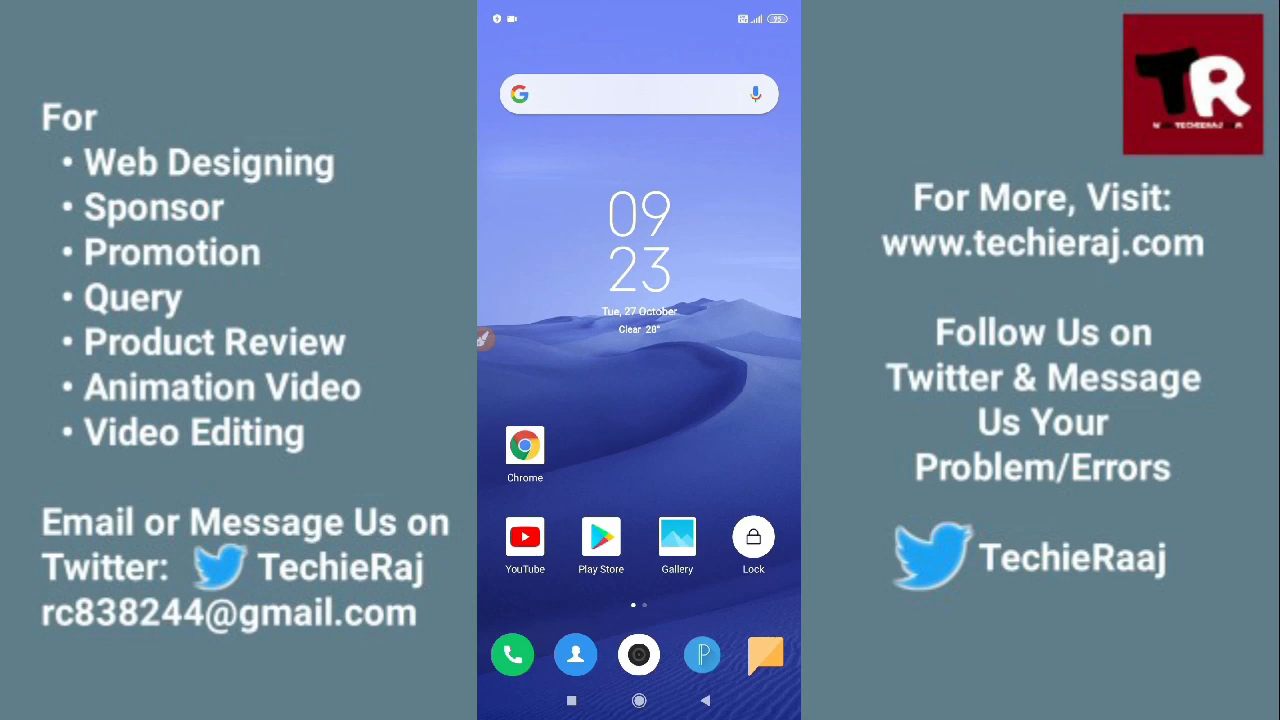 For
• Web Designing
• Sponsor
• Promotion
• Query
• Product Review
• Animation Video
• Video Editing
Email or Message Us on
Twitter: TechieRaj
rc838244@gmail.com
95
09
23
Tue, 27 October
Clear 28°
Chrome
YouTube Play Store Gallery Lock
TR
For More, Visit:
www.techieraj.com
Follow Us on
Twitter & Message
Us Your
Problem/Errors
TechieRaaj